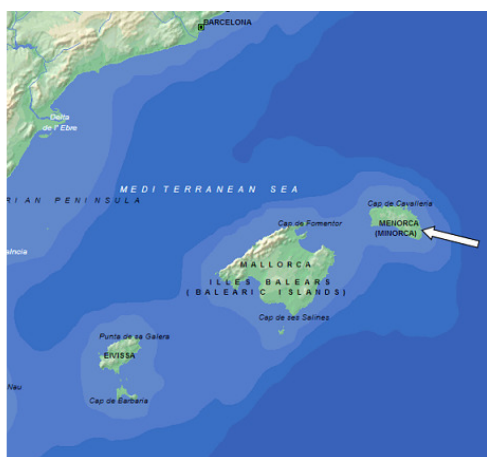 BARCELONA
Delta
de l' Ebre
MEDITERRANEAN SEA
RIAN PENINSULA
Cap de Cavalleria
MENORCA
(MINORCA)
Cap de Formentor
MALLORCA
ILLES BALEARS
(BALEARIC ISLANDS)
Cap de ses Salines
Punta de sa Galera
EIVISSA
Nau
Cap de Barbaria